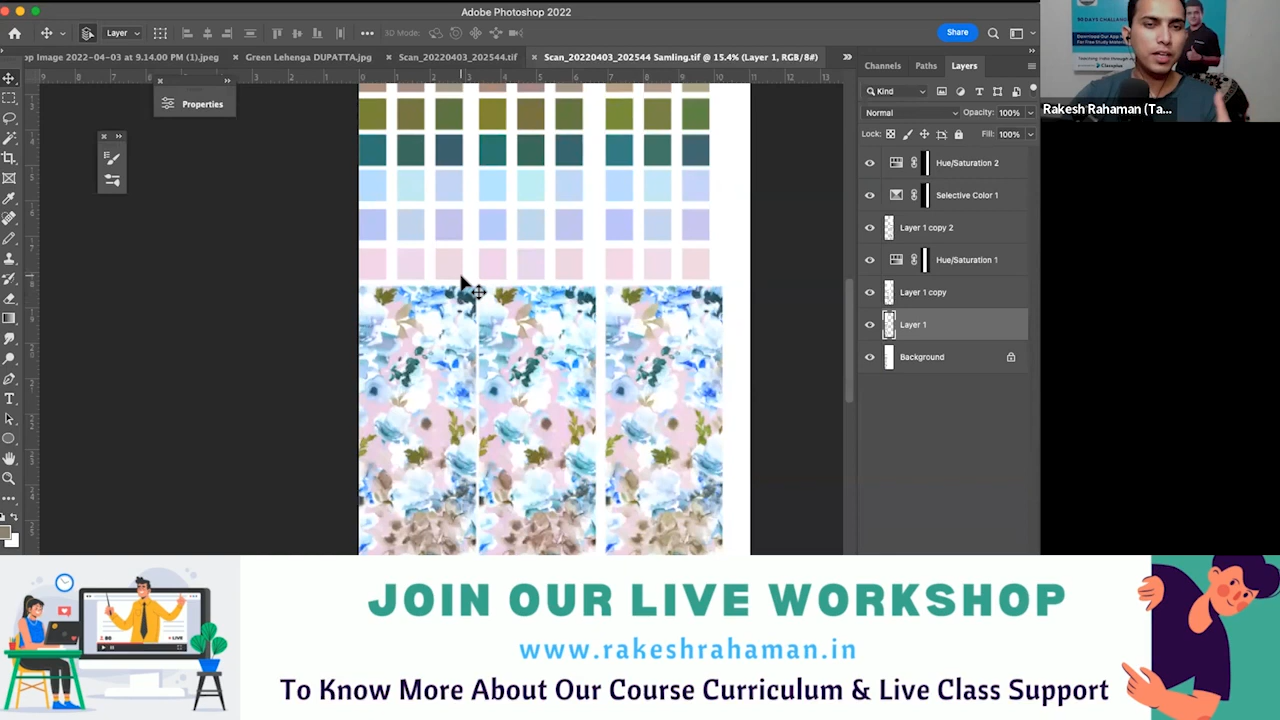 Adobe Photoshop 2022
Layer
3D Mode:
Share
op Image 2022-04-03 at 9.14.40 PM (1).jpeg
Green Lehenga DUPATTA.jpg
Scan_20220403_202544.tif
Scan_20220403_202544 Samling.tif @ 15.4% (Layer 1, RGB/8#)
Properties
Channels
Paths
Layers
Kind
Normal
Opacity: 100%
Lock:
Fill: 100%
Hue/Saturation 2
Selective Color 1
Layer 1 copy 2
Hue/Saturation 1
Layer 1 copy
Layer 1
Background
Rakesh Rahaman (Ta...
JOIN OUR LIVE WORKSHOP
www.rakeshrahaman.in
To Know More About Our Course Curriculum & Live Class Support